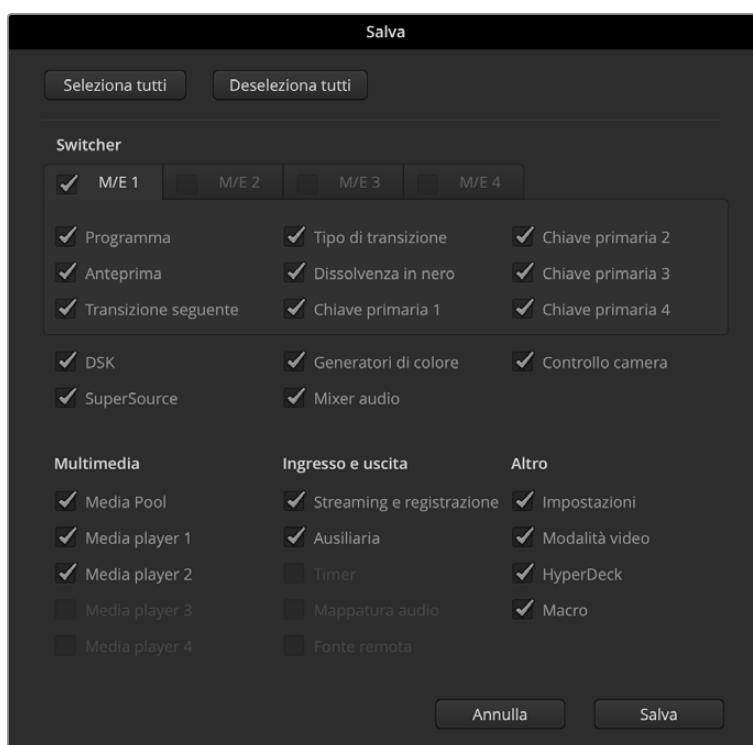 Salva
Seleziona tutti Deseleziona tutti
Switcher
M/E 1 M/E 2 M/E 3 M/E 4
Programma Tipo di transizione Chiave primaria 2
Anteprima Dissolvenza in nero Chiave primaria 3
Transizione seguente Chiave primaria 1 Chiave primaria 4
DSK Generatori di colore Controllo camera
SuperSource Mixer audio
Multimedia Ingresso e uscita Altro
Media Pool Streaming e registrazione Impostazioni
Media player 1 Ausiliaria Modalità video
Media player 2 Timer HyperDeck
Media player 3 Mappatura audio Macro
Media player 4 Fonte remota
Annulla Salva